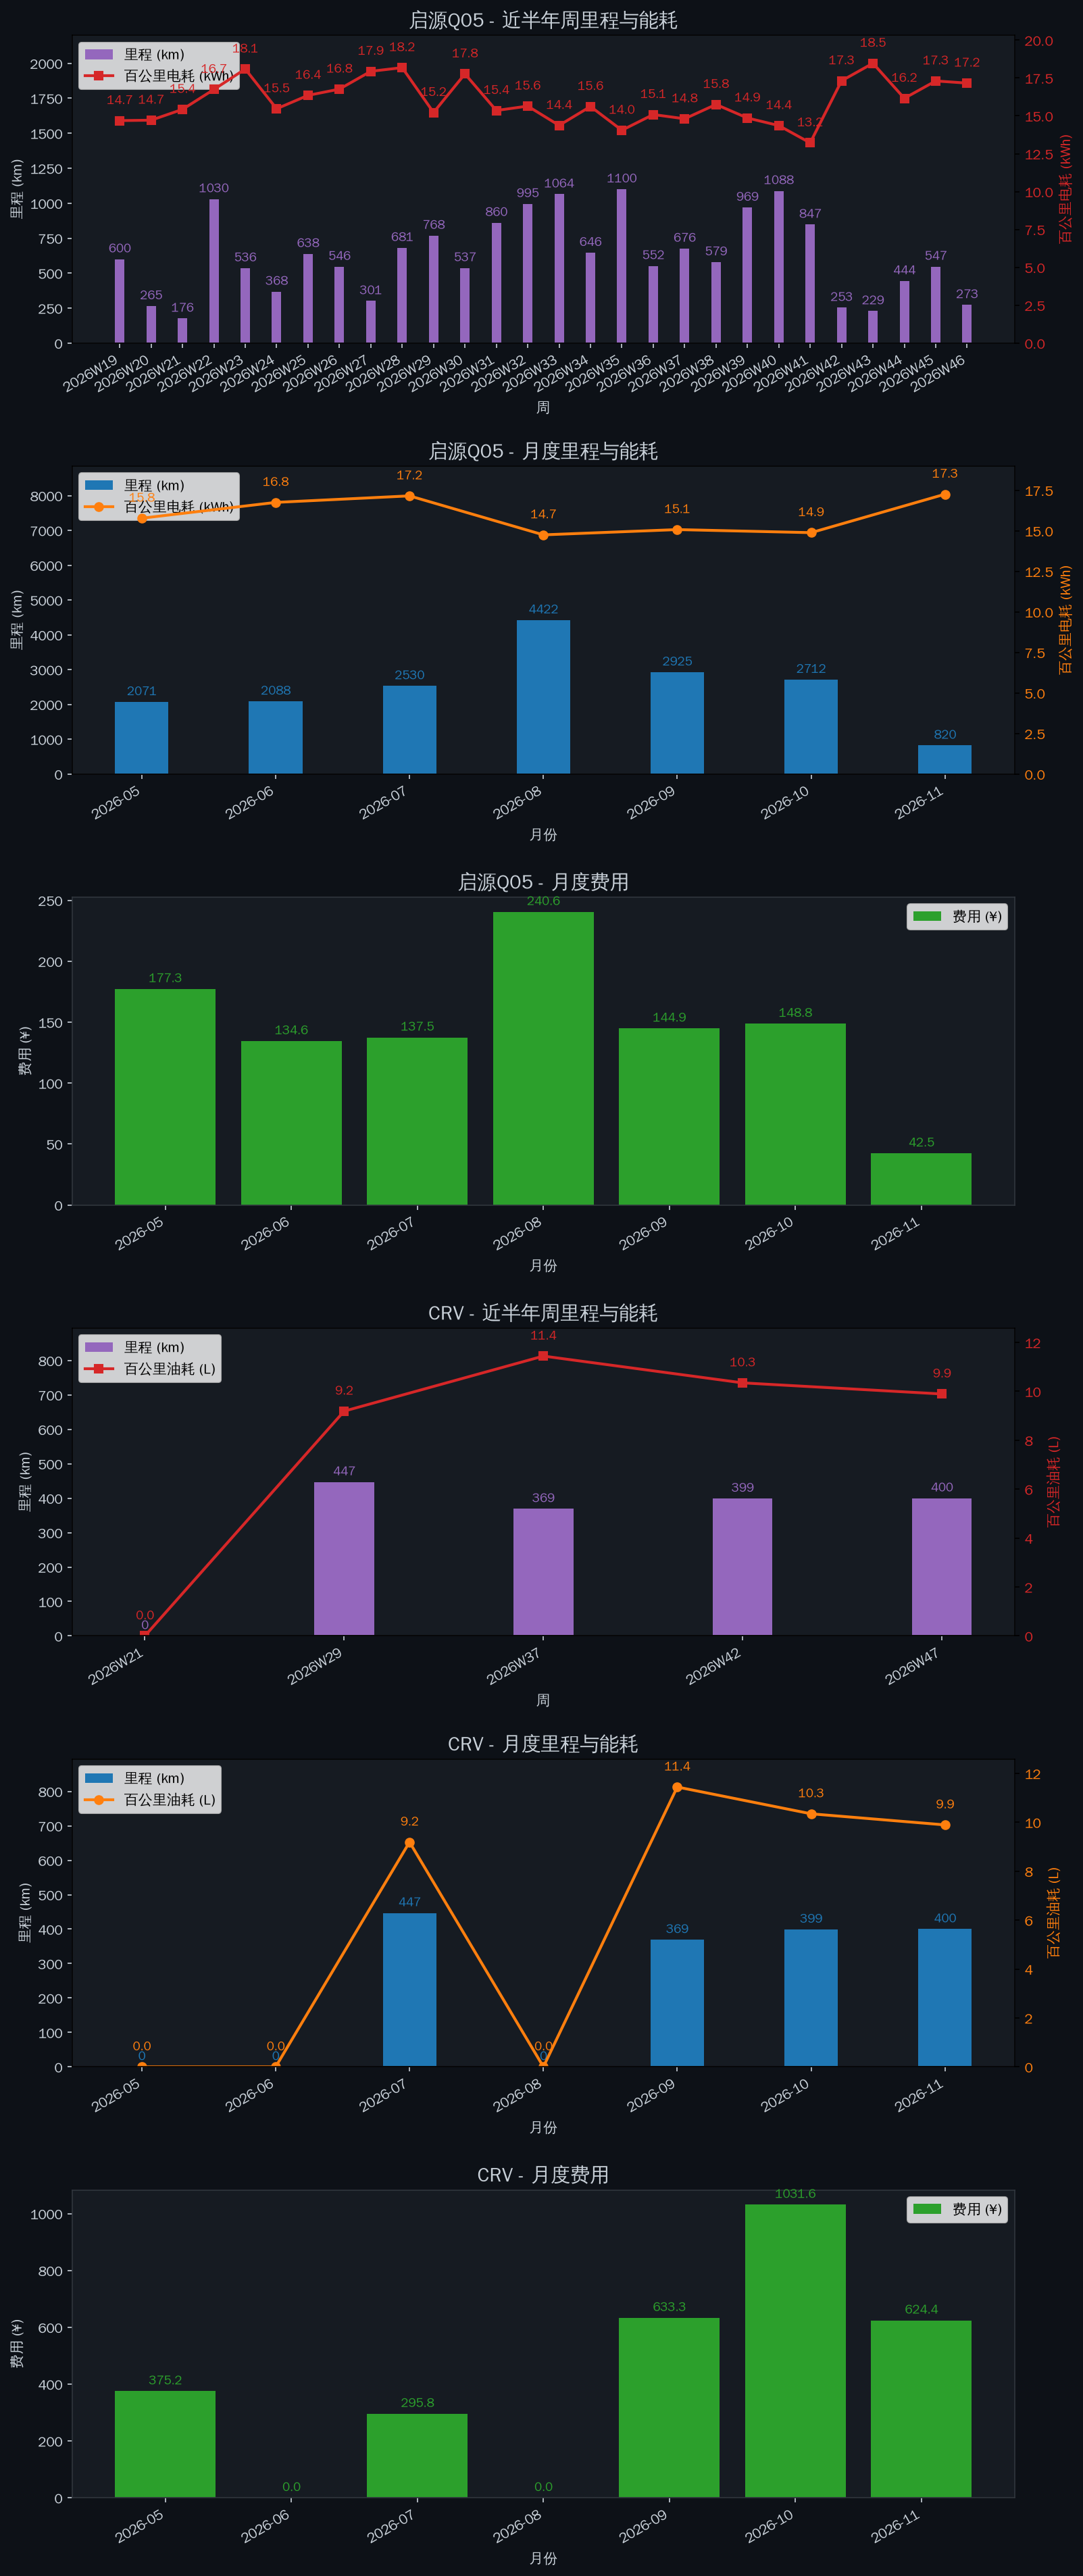 启源Q05 - 近半年周里程与能耗
里程 (km)
百公里电耗 (kWh)
14.7 14.7 15.4 16.7 18.1 15.5 16.4 16.8 17.9 18.2 15.2 17.8 15.4 15.6 14.4 15.6 14.0 15.1 14.8 15.8 14.9 14.4 13.2 17.3 18.5 16.2 17.3 17.2
600 265 176 1030 536 368 638 546 301 681 768 537 860 995 1064 646 1100 552 676 579 969 1088 847 253 229 444 547 273
里程 (km)
2000
1750
1500
1250
1000
750
500
250
0
百公里电耗 (kWh)
20.0
17.5
15.0
12.5
10.0
7.5
5.0
2.5
0.0
2026W19 2026W20 2026W21 2026W22 2026W23 2026W24 2026W25 2026W26 2026W27 2026W28 2026W29 2026W30 2026W31 2026W32 2026W33 2026W34 2026W35 2026W36 2026W37 2026W38 2026W39 2026W40 2026W41 2026W42 2026W43 2026W44 2026W45 2026W46
周
启源Q05 - 月度里程与能耗
里程 (km)
百公里电耗 (kWh)
15.8 16.8 17.2 14.7 15.1 14.9 17.3
2071 2088 2530 4422 2925 2712 820
里程 (km)
8000
7000
6000
5000
4000
3000
2000
1000
0
百公里电耗 (kWh)
17.5
15.0
12.5
10.0
7.5
5.0
2.5
0.0
2026-05 2026-06 2026-07 2026-08 2026-09 2026-10 2026-11
月份
启源Q05 - 月度费用
费用 (¥)
177.3 134.6 137.5 240.6 144.9 148.8 42.5
费用 (¥)
250
200
150
100
50
0
2026-05 2026-06 2026-07 2026-08 2026-09 2026-10 2026-11
月份
CRV - 近半年周里程与能耗
里程 (km)
百公里油耗 (L)
0.0 9.2 11.4 10.3 9.9
0 447 369 399 400
里程 (km)
800
700
600
500
400
300
200
100
0
百公里油耗 (L)
12
10
8
6
4
2
0
2026W21 2026W29 2026W37 2026W42 2026W47
周
CRV - 月度里程与能耗
里程 (km)
百公里油耗 (L)
0.0 0.0 9.2 0.0 11.4 10.3 9.9
0 0 447 0 369 399 400
里程 (km)
800
700
600
500
400
300
200
100
0
百公里油耗 (L)
12
10
8
6
4
2
0
2026-05 2026-06 2026-07 2026-08 2026-09 2026-10 2026-11
月份
CRV - 月度费用
费用 (¥)
375.2 0.0 295.8 0.0 633.3 1031.6 624.4
费用 (¥)
1000
800
600
400
200
0
2026-05 2026-06 2026-07 2026-08 2026-09 2026-10 2026-11
月份